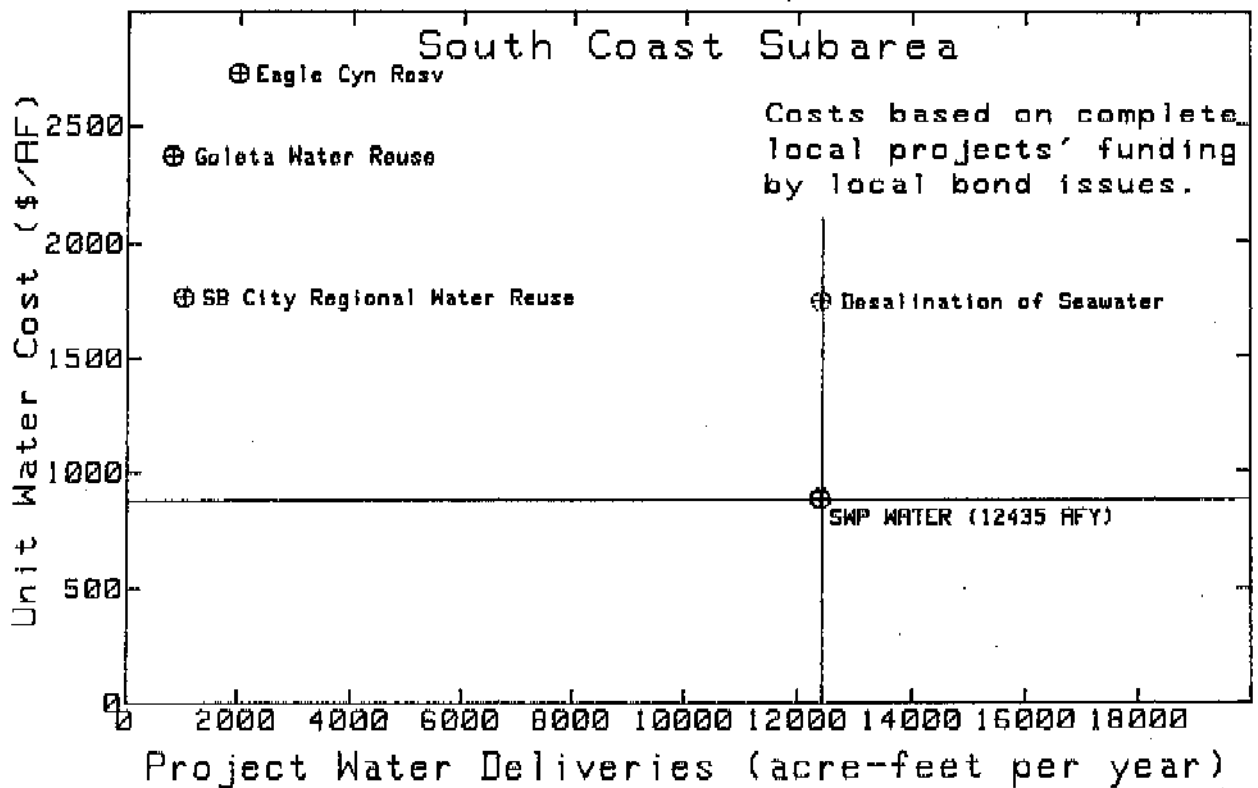 South Coast Subarea
Eagle Cyn Resv
Costs based on complete
local projects' funding
by local bond issues.
Goleta Water Reuse
SB City Regional Water Reuse
Desalination of Seawater
SWP WATER (12435 AFY)
Unit Water Cost ($/AF)
2500
2000
1500
1000
500
0
0 2000 4000 6000 8000 10000 12000 14000 16000 18000
Project Water Deliveries (acre-feet per year)